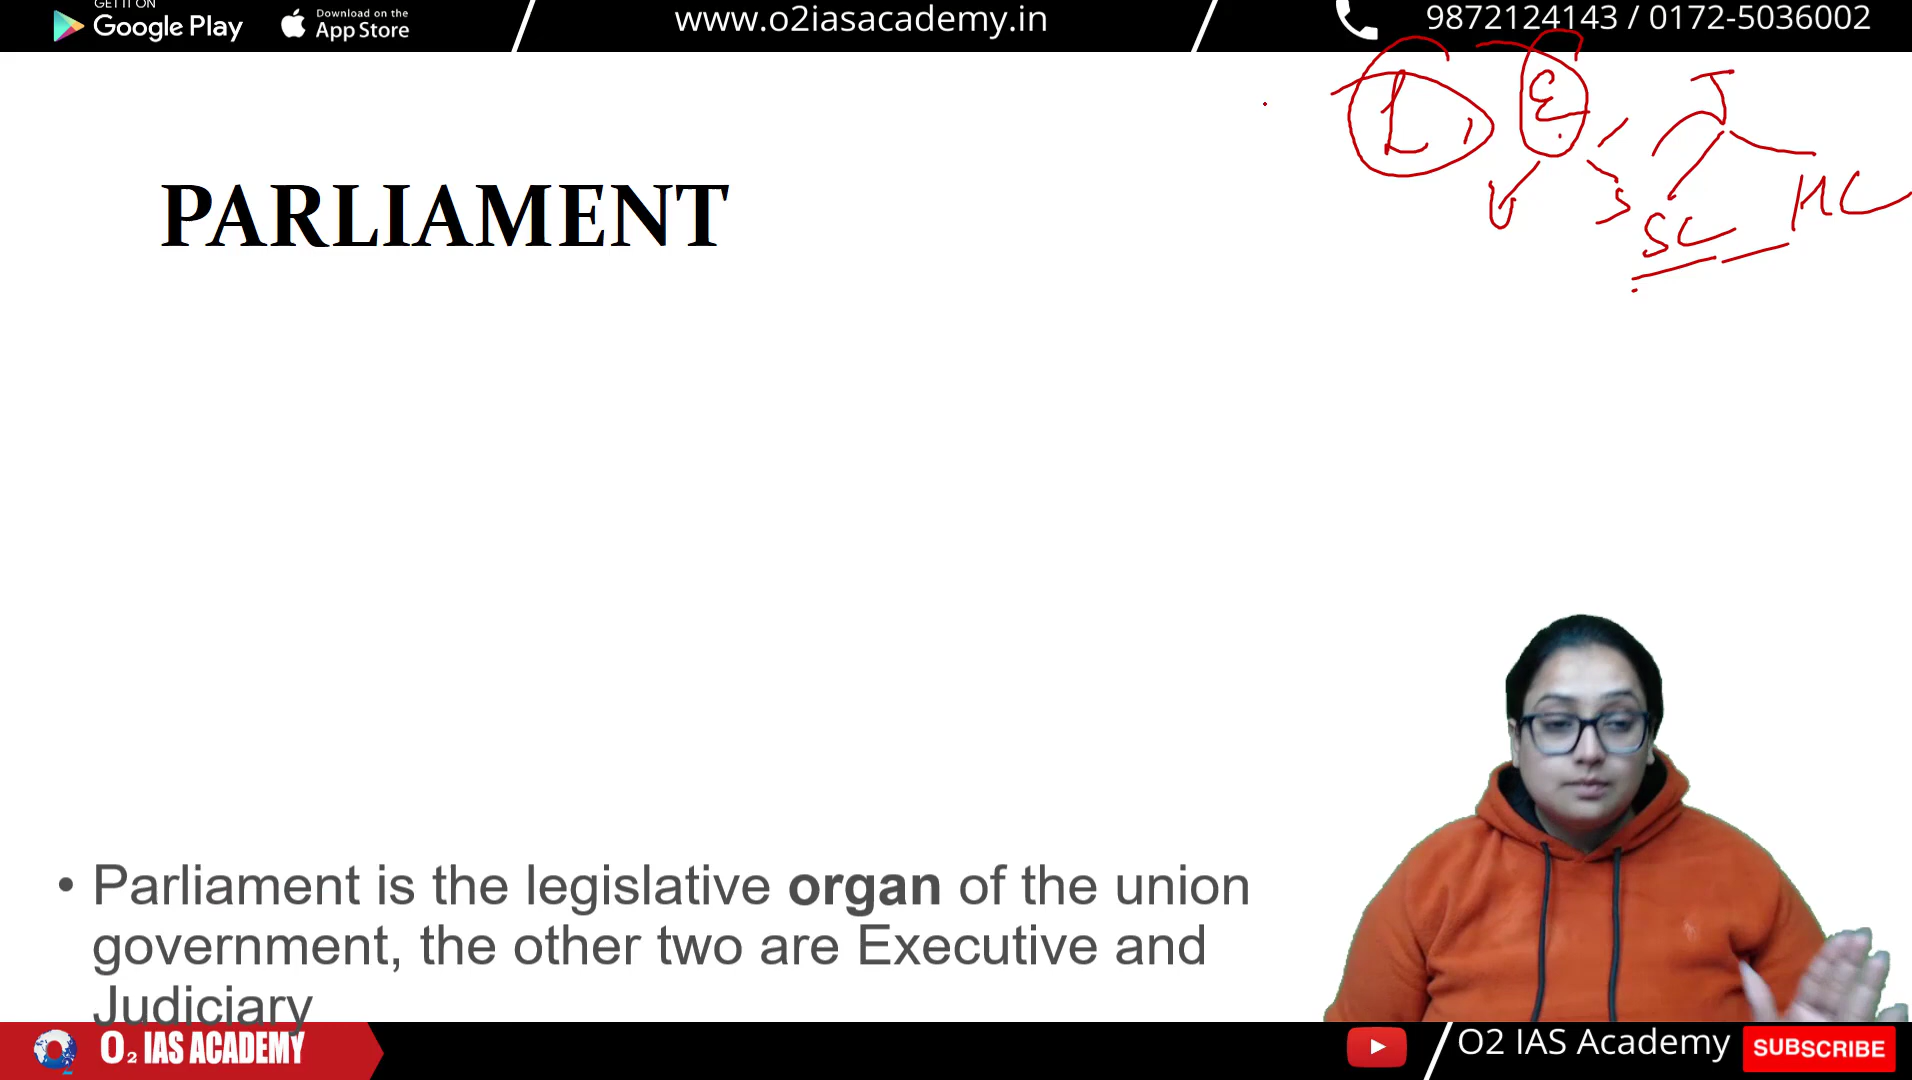 GET IT ON
Google Play
Download on the
App Store
www.o2iasacademy.in
9872124143 / 0172-5036002
L, E, J
U S SC HC
PARLIAMENT
• Parliament is the legislative organ of the union
government, the other two are Executive and
Judiciary
O2 IAS ACADEMY
O2 IAS Academy
SUBSCRIBE